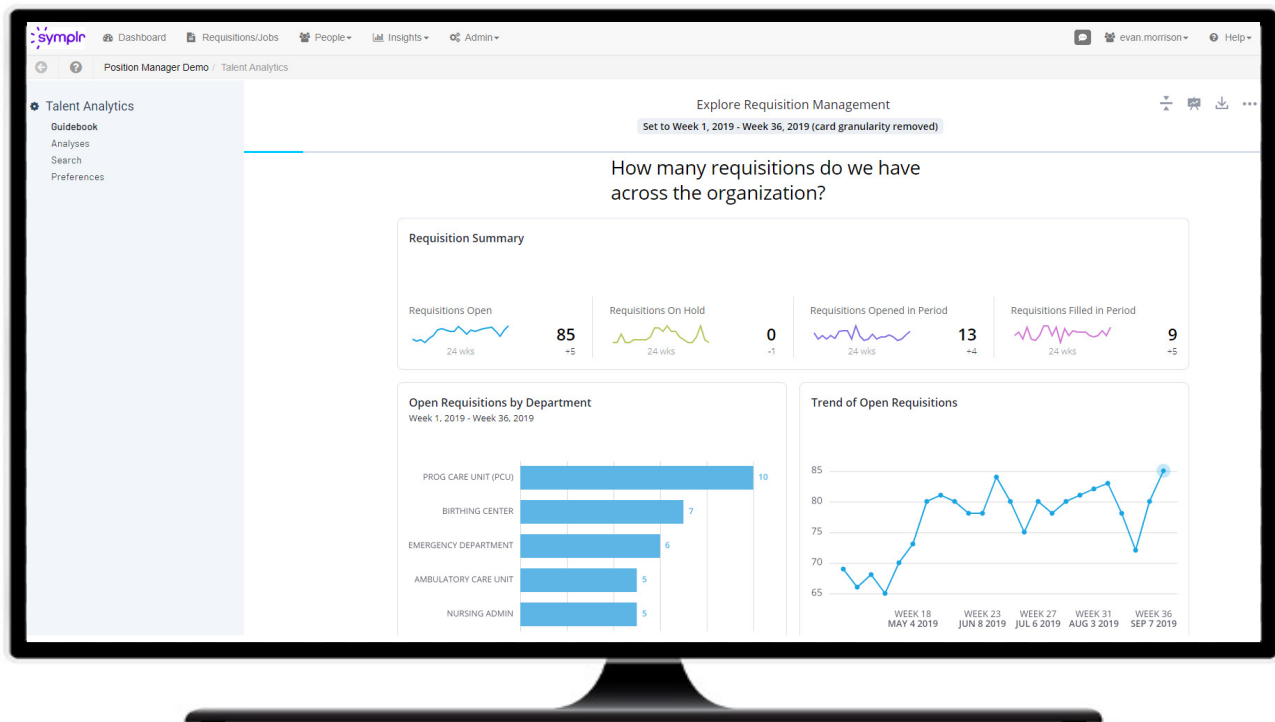 symplr Dashboard Requisitions/Jobs People Insights Admin evan.morrison Help
Position Manager Demo / Talent Analytics
Talent Analytics
Guidebook
Analyses
Search
Preferences
Explore Requisition Management
Set to Week 1, 2019 - Week 36, 2019 (card granularity removed)
How many requisitions do we have
across the organization?
Requisition Summary
Requisitions Open
85
24 wks
+5
Requisitions On Hold
0
24 wks
-1
Requisitions Opened in Period
13
24 wks
+4
Requisitions Filled in Period
9
24 wks
+5
Open Requisitions by Department
Week 1, 2019 - Week 36, 2019
PROG CARE UNIT (PCU) 10
BIRTHING CENTER 7
EMERGENCY DEPARTMENT 6
AMBULATORY CARE UNIT 5
NURSING ADMIN 5
Trend of Open Requisitions
85
80
75
70
65
WEEK 18 WEEK 23 WEEK 27 WEEK 31 WEEK 36
MAY 4 2019 JUN 8 2019 JUL 6 2019 AUG 3 2019 SEP 7 2019